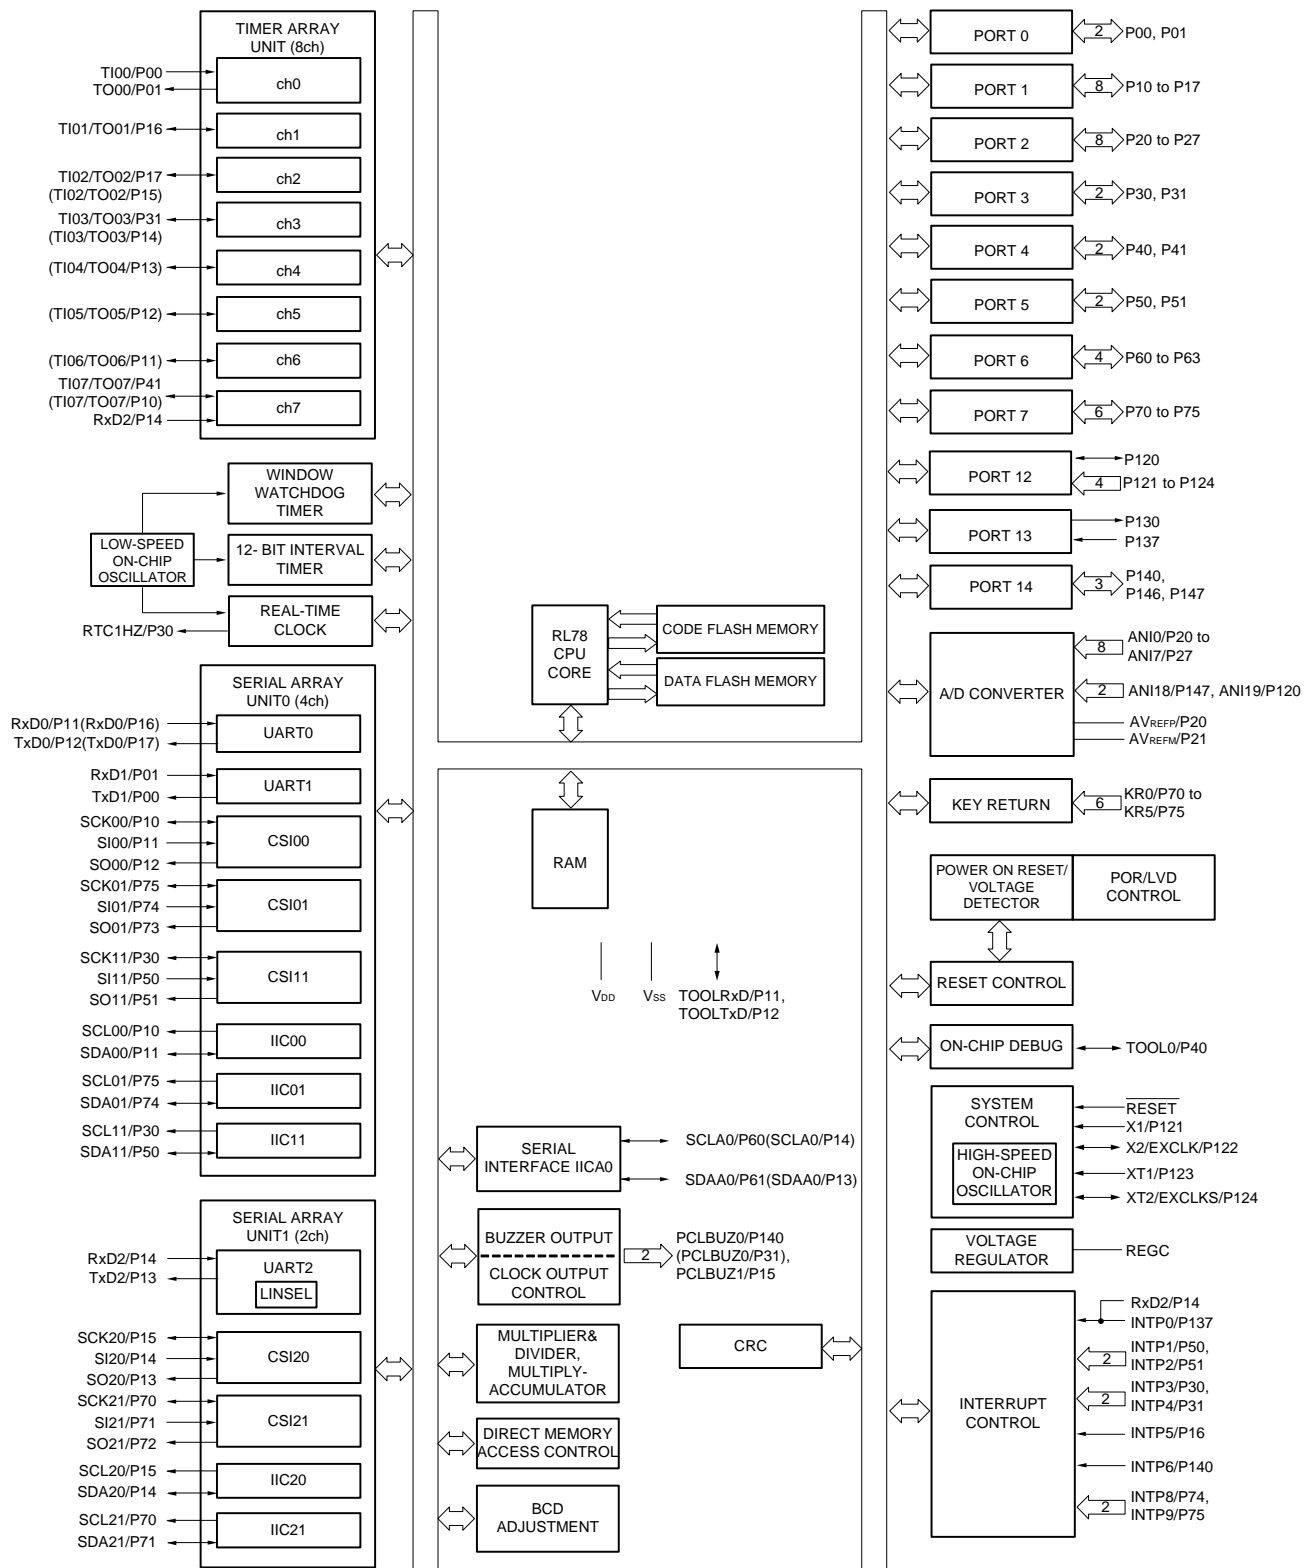 TIMER ARRAY
UNIT (8ch)
TI00/P00
TO00/P01
ch0
TI01/TO01/P16
ch1
TI02/TO02/P17
(TI02/TO02/P15)
ch2
TI03/TO03/P31
(TI03/TO03/P14)
ch3
(TI04/TO04/P13)
ch4
(TI05/TO05/P12)
ch5
(TI06/TO06/P11)
ch6
TI07/TO07/P41
(TI07/TO07/P10)
RxD2/P14
ch7
WINDOW
WATCHDOG
TIMER
LOW-SPEED
ON-CHIP
OSCILLATOR
12- BIT INTERVAL
TIMER
REAL-TIME
CLOCK
RTC1HZ/P30
SERIAL ARRAY
UNIT0 (4ch)
RxD0/P11(RxD0/P16)
TxD0/P12(TxD0/P17)
UART0
RxD1/P01
TxD1/P00
UART1
SCK00/P10
SI00/P11
SO00/P12
CSI00
SCK01/P75
SI01/P74
SO01/P73
CSI01
SCK11/P30
SI11/P50
SO11/P51
CSI11
SCL00/P10
SDA00/P11
IIC00
SCL01/P75
SDA01/P74
IIC01
SCL11/P30
SDA11/P50
IIC11
SERIAL ARRAY
UNIT1 (2ch)
RxD2/P14
TxD2/P13
UART2
LINSEL
SCK20/P15
SI20/P14
SO20/P13
CSI20
SCK21/P70
SI21/P71
SO21/P72
CSI21
SCL20/P15
SDA20/P14
IIC20
SCL21/P70
SDA21/P71
IIC21
RL78
CPU
CORE
CODE FLASH MEMORY
DATA FLASH MEMORY
RAM
VDD
VSS
TOOLRxD/P11,
TOOLTxD/P12
SERIAL
INTERFACE IICA0
SCLA0/P60(SCLA0/P14)
SDAA0/P61(SDAA0/P13)
BUZZER OUTPUT
CLOCK OUTPUT
CONTROL
2
PCLBUZ0/P140
(PCLBUZ0/P31),
PCLBUZ1/P15
MULTIPLIER&
DIVIDER,
MULTIPLY-
ACCUMULATOR
CRC
DIRECT MEMORY
ACCESS CONTROL
BCD
ADJUSTMENT
PORT 0
2
P00, P01
PORT 1
8
P10 to P17
PORT 2
8
P20 to P27
PORT 3
2
P30, P31
PORT 4
2
P40, P41
PORT 5
2
P50, P51
PORT 6
4
P60 to P63
PORT 7
6
P70 to P75
PORT 12
P120
4
P121 to P124
PORT 13
P130
P137
PORT 14
3
P140,
P146, P147
A/D CONVERTER
8
ANI0/P20 to
ANI7/P27
2
ANI18/P147, ANI19/P120
AVREFP/P20
AVREFM/P21
KEY RETURN
6
KR0/P70 to
KR5/P75
POWER ON RESET/
VOLTAGE
DETECTOR
POR/LVD
CONTROL
RESET CONTROL
ON-CHIP DEBUG
TOOL0/P40
SYSTEM
CONTROL
HIGH-SPEED
ON-CHIP
OSCILLATOR
RESET
X1/P121
X2/EXCLK/P122
XT1/P123
XT2/EXCLKS/P124
VOLTAGE
REGULATOR
REGC
INTERRUPT
CONTROL
RxD2/P14
INTP0/P137
2
INTP1/P50,
INTP2/P51
2
INTP3/P30,
INTP4/P31
INTP5/P16
INTP6/P140
2
INTP8/P74,
INTP9/P75